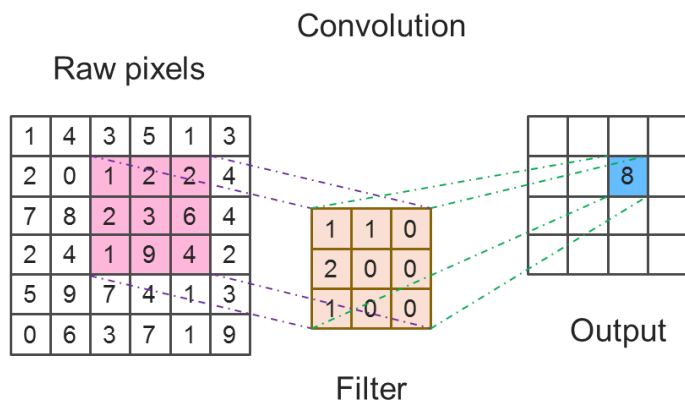 Convolution
Raw pixels
1 4 3 5 1 3
2 0 1 2 2 4
7 8 2 3 6 4
2 4 1 9 4 2
5 9 7 4 1 3
0 6 3 7 1 9
1 1 0
2 0 0
1 0 0
Filter
8
Output